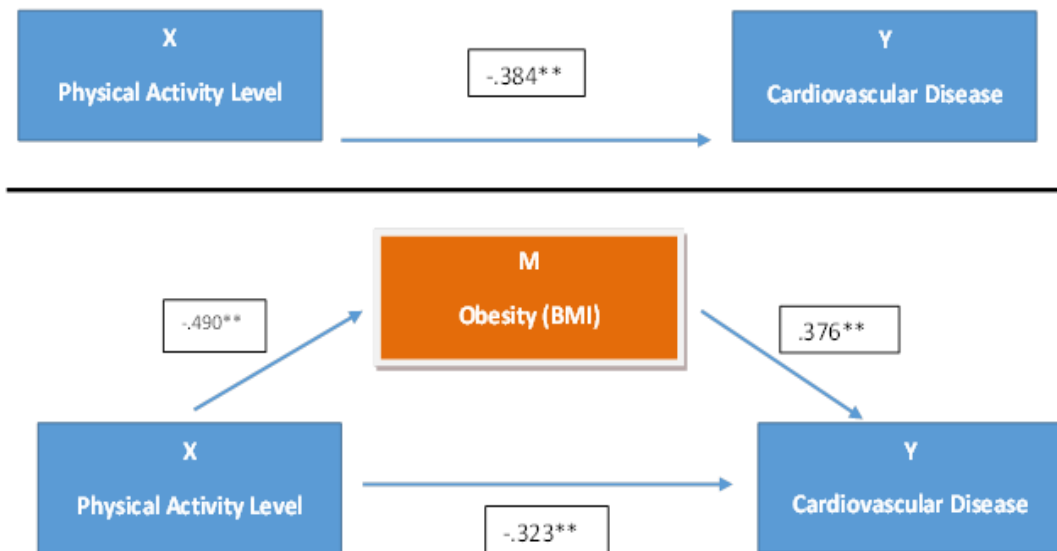 X
Physical Activity Level
-.384**
Y
Cardiovascular Disease
M
Obesity (BMI)
-.490**
.376**
X
Physical Activity Level
-.323**
Y
Cardiovascular Disease